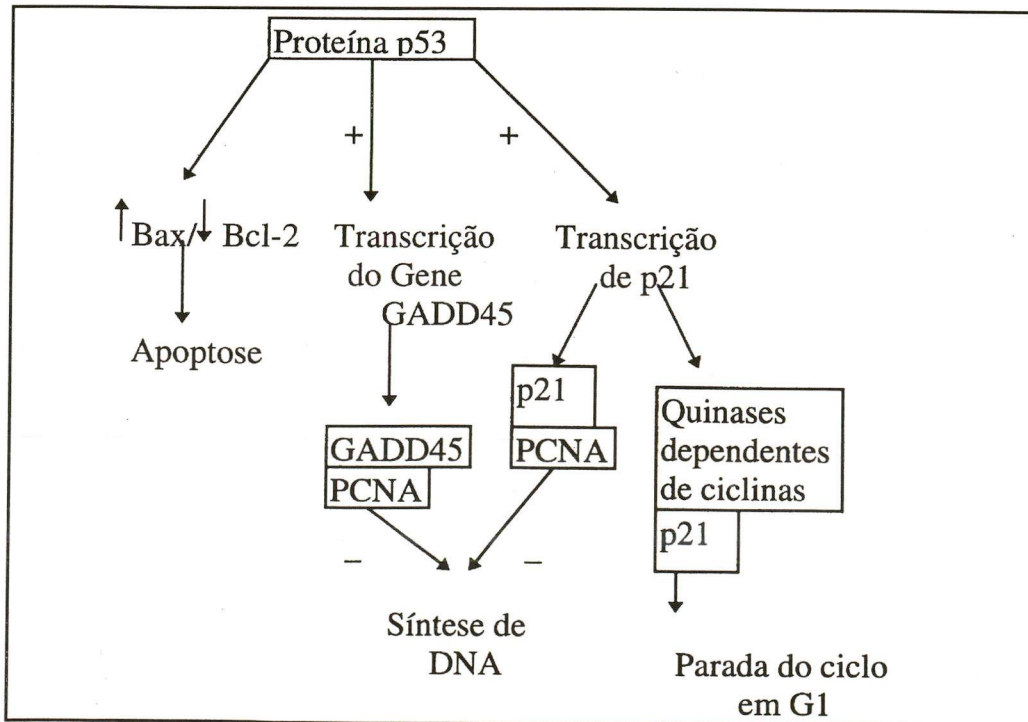 Proteína p53
+ +
Bax/ Bcl-2
Apoptose
Transcrição
do Gene
GADD45
GADD45
PCNA
Transcrição
de p21
p21
PCNA
Quinases
dependentes
de ciclinas
p21
– –
Síntese de
DNA
Parada do ciclo
em G1